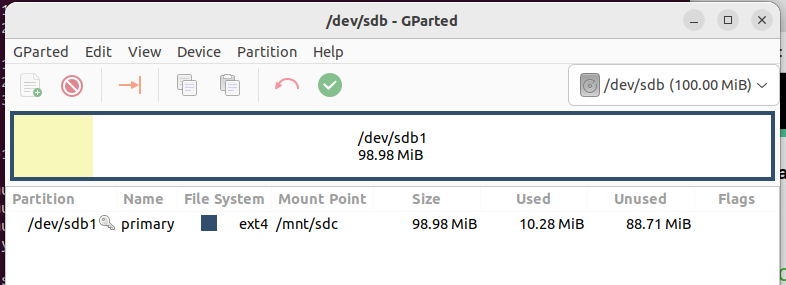 /dev/sdb - GParted
GParted Edit View Device Partition Help
/dev/sdb (100.00 MiB)
/dev/sdb1
98.98 MiB
Partition Name File System Mount Point Size Used Unused Flags
/dev/sdb1 primary ext4 /mnt/sdc 98.98 MiB 10.28 MiB 88.71 MiB